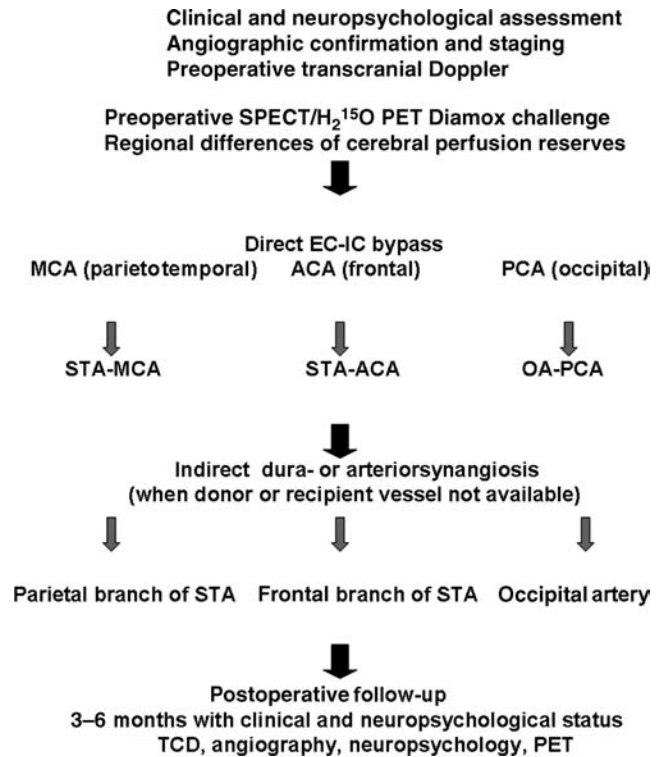 Clinical and neuropsychological assessment
Angiographic confirmation and staging
Preoperative transcranial Doppler
Preoperative SPECT/H₂¹⁵O PET Diamox challenge
Regional differences of cerebral perfusion reserves
Direct EC-IC bypass
MCA (parietotemporal) ACA (frontal) PCA (occipital)
STA-MCA STA-ACA OA-PCA
Indirect dura- or arteriorsynangiosis
(when donor or recipient vessel not available)
Parietal branch of STA Frontal branch of STA Occipital artery
Postoperative follow-up
3–6 months with clinical and neuropsychological status
TCD, angiography, neuropsychology, PET